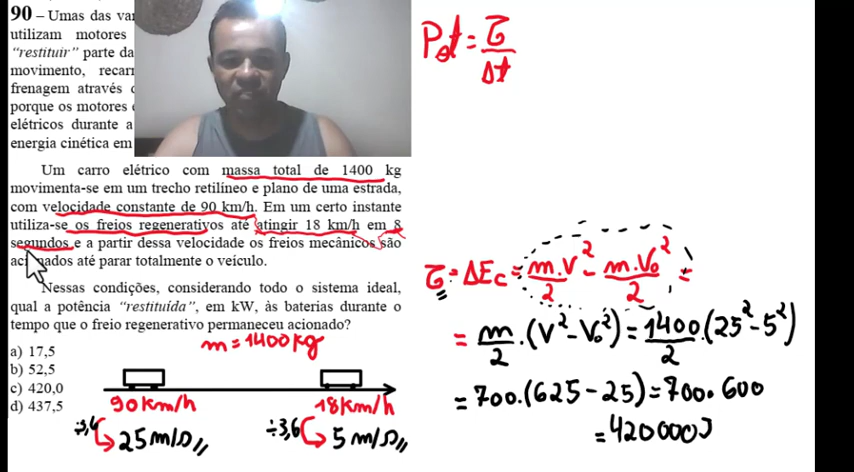 90 – Umas das
utilizam motores
"restituir" parte da
movimento,
frenagem através
porque os motores
elétricos durante a
energia cinética em
Um carro elétrico com massa total de 1400 kg
movimenta-se em um trecho retilíneo e plano de uma estrada,
com velocidade constante de 90 km/h. Em um certo instante
utiliza-se os freios regenerativos até atingir 18 km/h em 8
segundos e a partir dessa velocidade os freios mecânicos são
até parar totalmente o veículo.
Nessas condições, considerando todo o sistema ideal,
qual a potência "restituída", em kW, às baterias durante o
tempo que o freio regenerativo permaneceu acionado?
a) 17,5
b) 52,5
c) 420,0
d) 437,5
m = 1400 kg
90 km/h 18 km/h
25 m/s ÷3,6 5 m/s
Pot = τ/Δt
τ = ΔEc = m.V²/2 - m.V₀²/2 =
= m/2 . (V² - V₀²) = 1400/2 . (25² - 5²)
= 700.(625 - 25) = 700.600
= 420000J